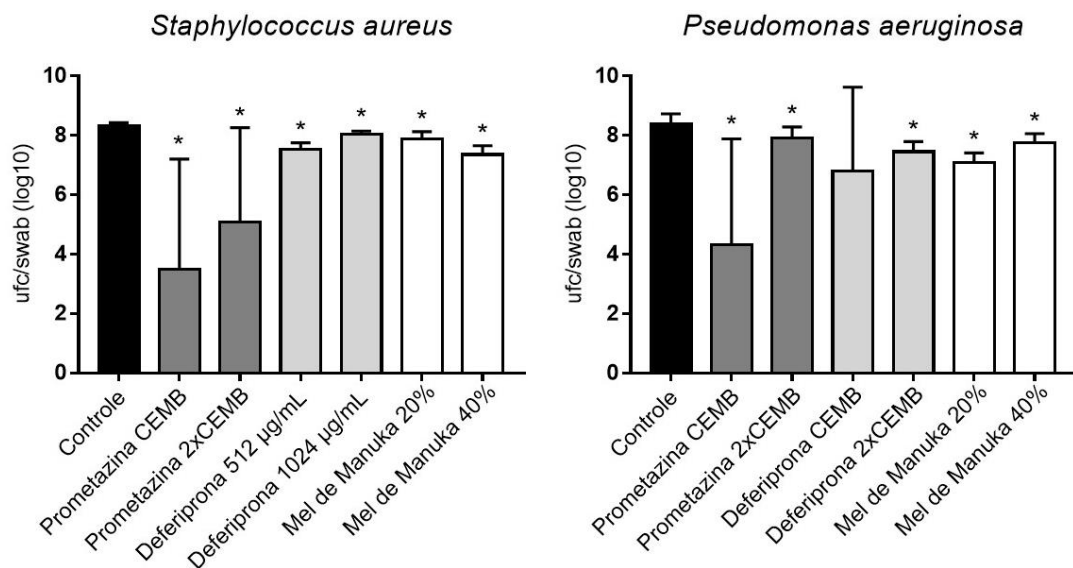 Staphylococcus aureus
ufc/swab (log10)
10
8
6
4
2
0
* * * * * *
Controle
Prometazina CEMB
Prometazina 2xCEMB
Deferiprona 512 µg/mL
Deferiprona 1024 µg/mL
Mel de Manuka 20%
Mel de Manuka 40%
Pseudomonas aeruginosa
ufc/swab (log10)
10
8
6
4
2
0
* * * * *
Controle
Prometazina CEMB
Prometazina 2xCEMB
Deferiprona CEMB
Deferiprona 2xCEMB
Mel de Manuka 20%
Mel de Manuka 40%